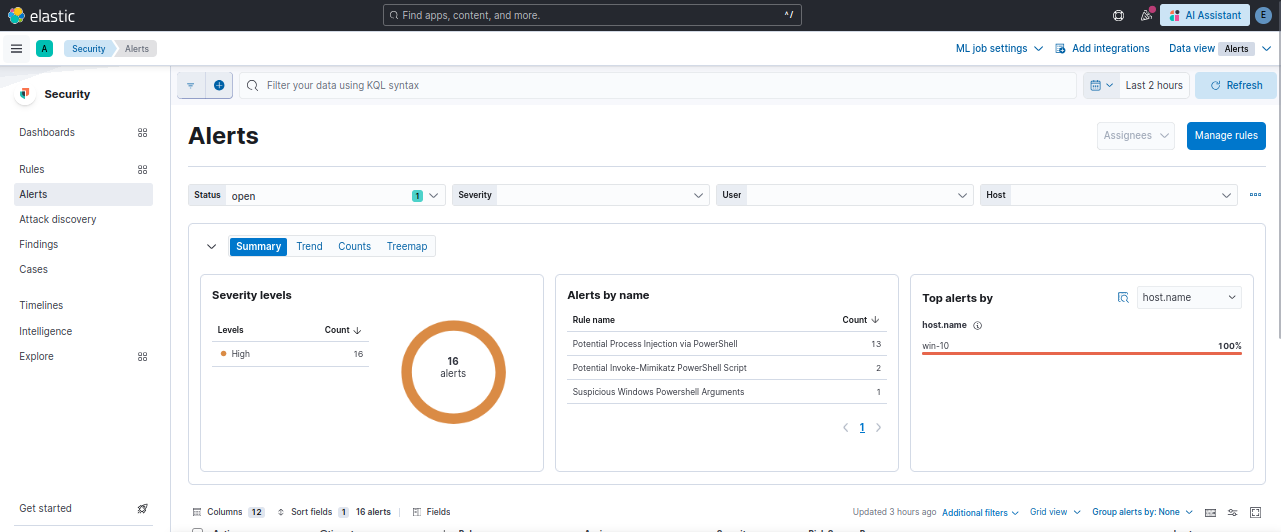 elastic Find apps, content, and more. ^/ AI Assistant E
A Security Alerts ML job settings Add integrations Data view Alerts
Security
Filter your data using KQL syntax Last 2 hours Refresh
Dashboards
Rules
Alerts
Attack discovery
Findings
Cases
Timelines
Intelligence
Explore
Get started
Alerts Assignees Manage rules
Status open 1 Severity User Host
Summary Trend Counts Treemap
Severity levels
Levels Count
High 16
16
alerts
Alerts by name
Rule name Count
Potential Process Injection via PowerShell 13
Potential Invoke-Mimikatz PowerShell Script 2
Suspicious Windows Powershell Arguments 1
1
Top alerts by host.name
host.name
win-10 100%
Columns 12 Sort fields 1 16 alerts Fields Updated 3 hours ago Additional filters Grid view Group alerts by: None